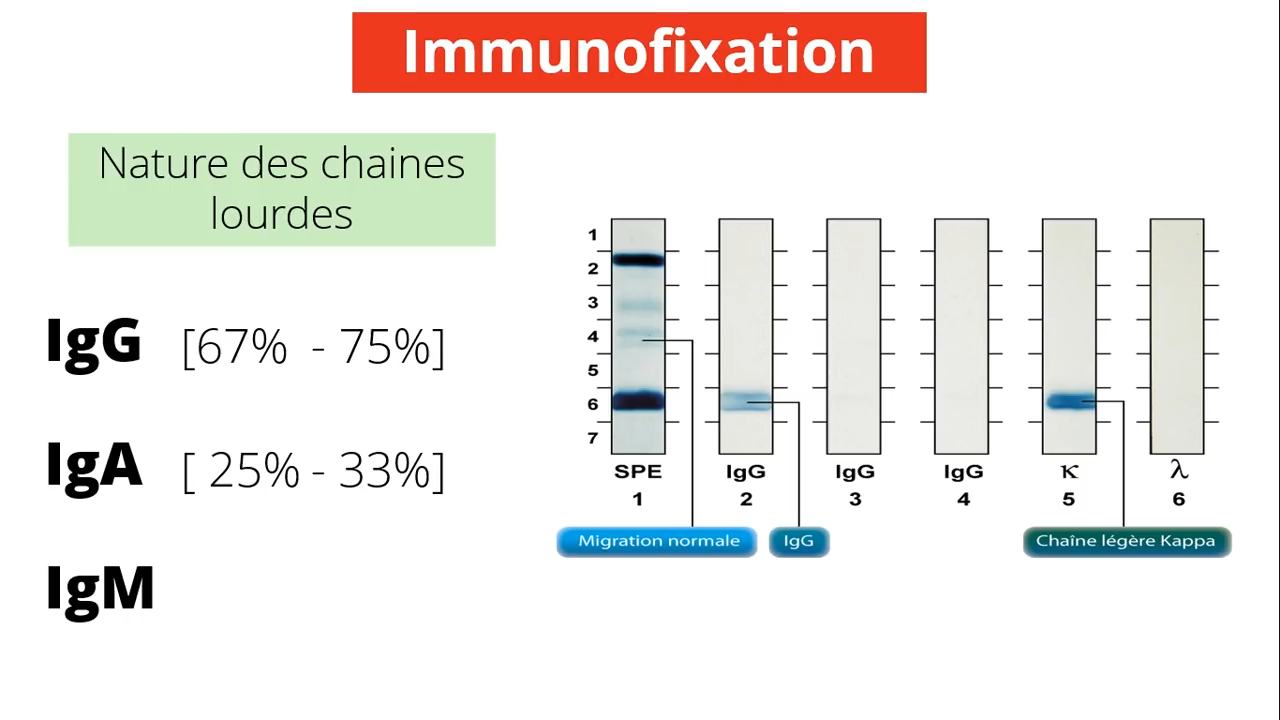 Immunofixation
Nature des chaines
lourdes
IgG [67% - 75%]
IgA [ 25% - 33%]
IgM
1
2
3
4
5
6
7
SPE IgG IgG IgG κ λ
1 2 3 4 5 6
Migration normale IgG Chaîne légère Kappa